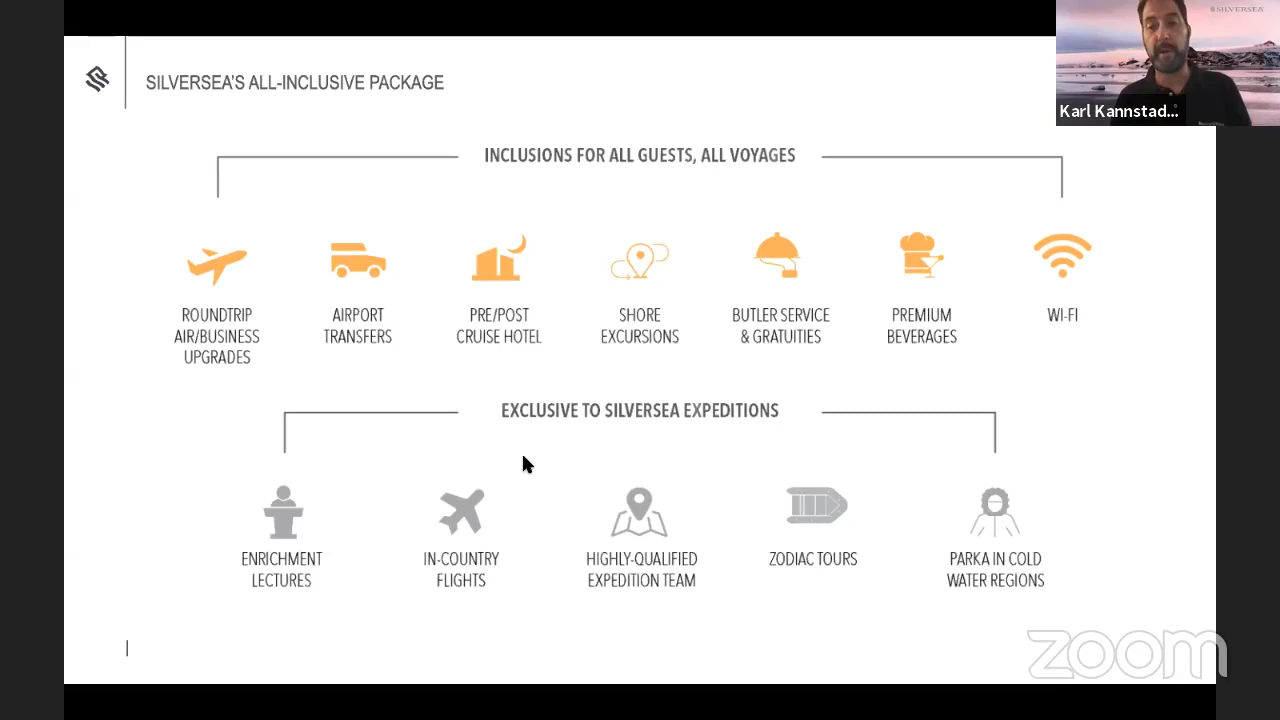 SILVERSEA
Karl Kannstad...
SILVERSEA'S ALL-INCLUSIVE PACKAGE
INCLUSIONS FOR ALL GUESTS, ALL VOYAGES
ROUNDTRIP
AIR/BUSINESS
UPGRADES
AIRPORT
TRANSFERS
PRE/POST
CRUISE HOTEL
SHORE
EXCURSIONS
BUTLER SERVICE
& GRATUITIES
PREMIUM
BEVERAGES
WI-FI
EXCLUSIVE TO SILVERSEA EXPEDITIONS
ENRICHMENT
LECTURES
IN-COUNTRY
FLIGHTS
HIGHLY-QUALIFIED
EXPEDITION TEAM
ZODIAC TOURS
PARKA IN COLD
WATER REGIONS
zoom